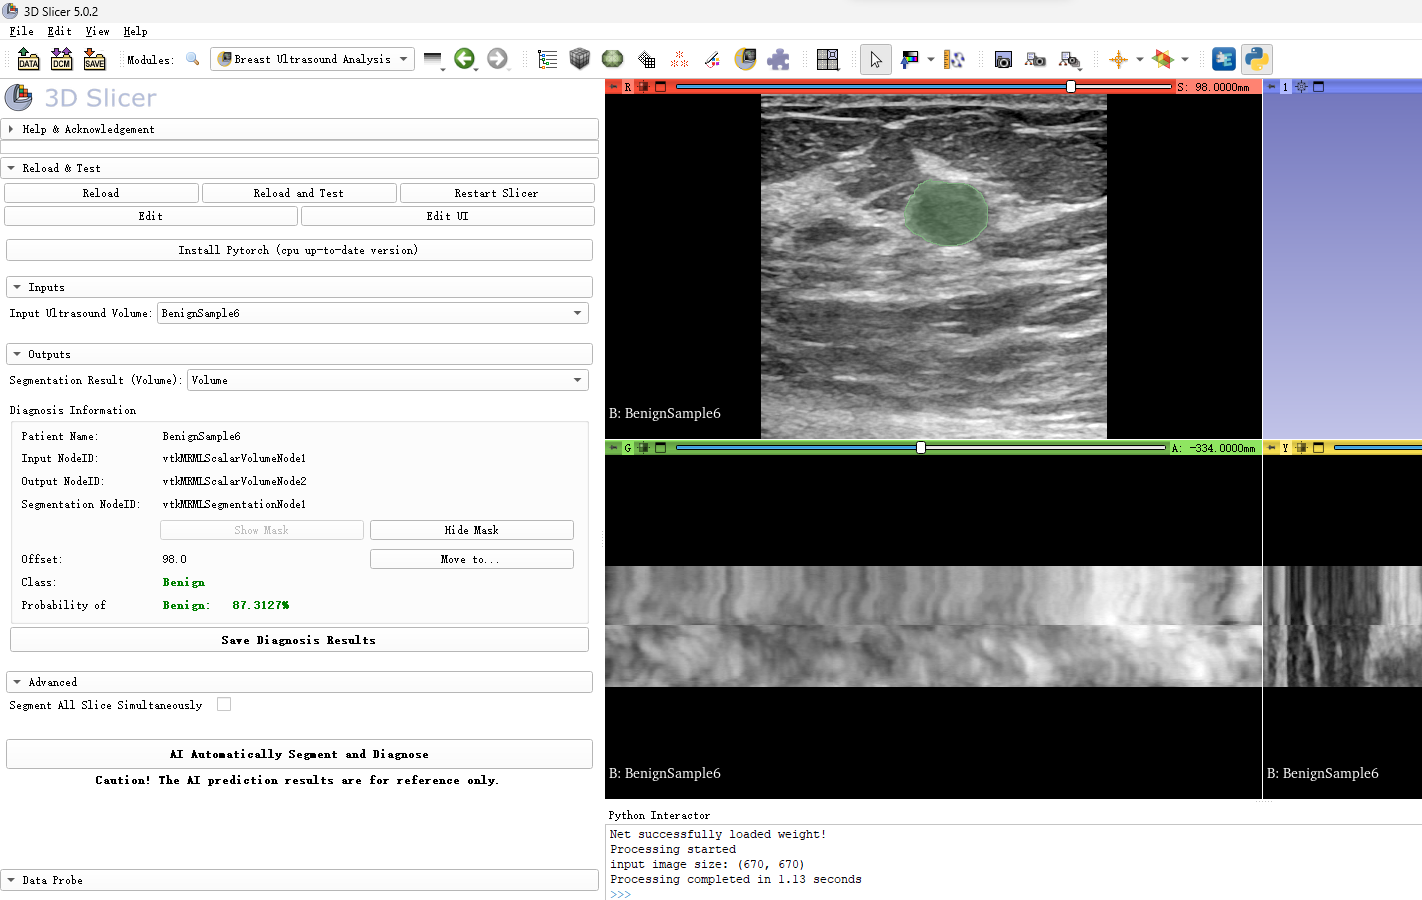 3D Slicer 5.0.2
File Edit View Help
DATA DCM SAVE Modules: Breast Ultrasound Analysis
3D Slicer
Help & Acknowledgement
Reload & Test
Reload Reload and Test Restart Slicer
Edit Edit UI
Install Pytorch (cpu up-to-date version)
Inputs
Input Ultrasound Volume: BenignSample6
Outputs
Segmentation Result (Volume): Volume
Diagnosis Information
Patient Name: BenignSample6
Input NodeID: vtkMRMLScalarVolumeNode1
Output NodeID: vtkMRMLScalarVolumeNode2
Segmentation NodeID: vtkMRMLSegmentationNode1
Show Mask Hide Mask
Offset: 98.0 Move to...
Class: Benign
Probability of Benign: 87.3127%
Save Diagnosis Results
Advanced
Segment All Slice Simultaneously
AI Automatically Segment and Diagnose
Caution! The AI prediction results are for reference only.
Data Probe
R S: 98.0000mm
B: BenignSample6
1
G A: -334.0000mm
B: BenignSample6
Y
B: BenignSample6
Python Interactor
Net successfully loaded weight!
Processing started
input image size: (670, 670)
Processing completed in 1.13 seconds
>>>